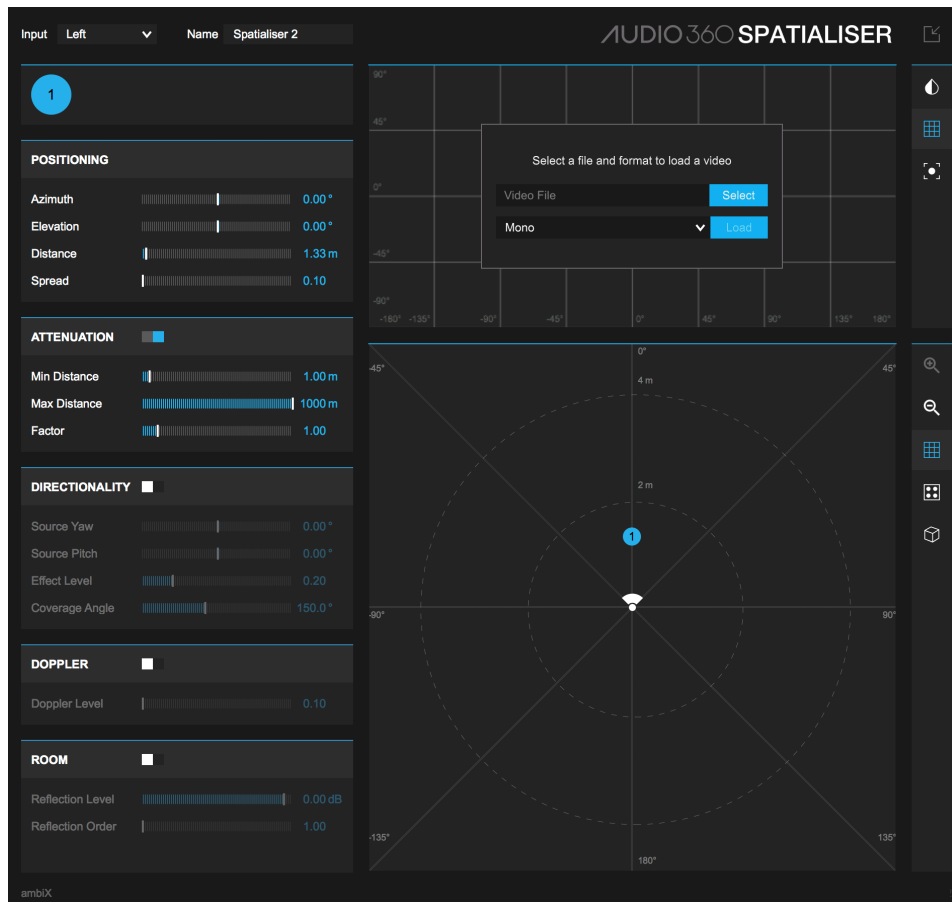 Input Left Name Spatialiser 2
AUDIO360 SPATIALISER
1
POSITIONING
Azimuth 0.00°
Elevation 0.00°
Distance 1.33 m
Spread 0.10
ATTENUATION
Min Distance 1.00 m
Max Distance 1000 m
Factor 1.00
DIRECTIONALITY
Source Yaw 0.00°
Source Pitch 0.00°
Effect Level 0.20
Coverage Angle 150.0°
DOPPLER
Doppler Level 0.10
ROOM
Reflection Level 0.00 dB
Reflection Order 1.00
ambiX
90°
45°
0°
-45°
-90°
-180° -135° -90° -45° 0° 45° 90° 135° 180°
Select a file and format to load a video
Video File Select
Mono Load
0°
-45° 45°
4 m
2 m
1
-90° 90°
-135° 135°
180°